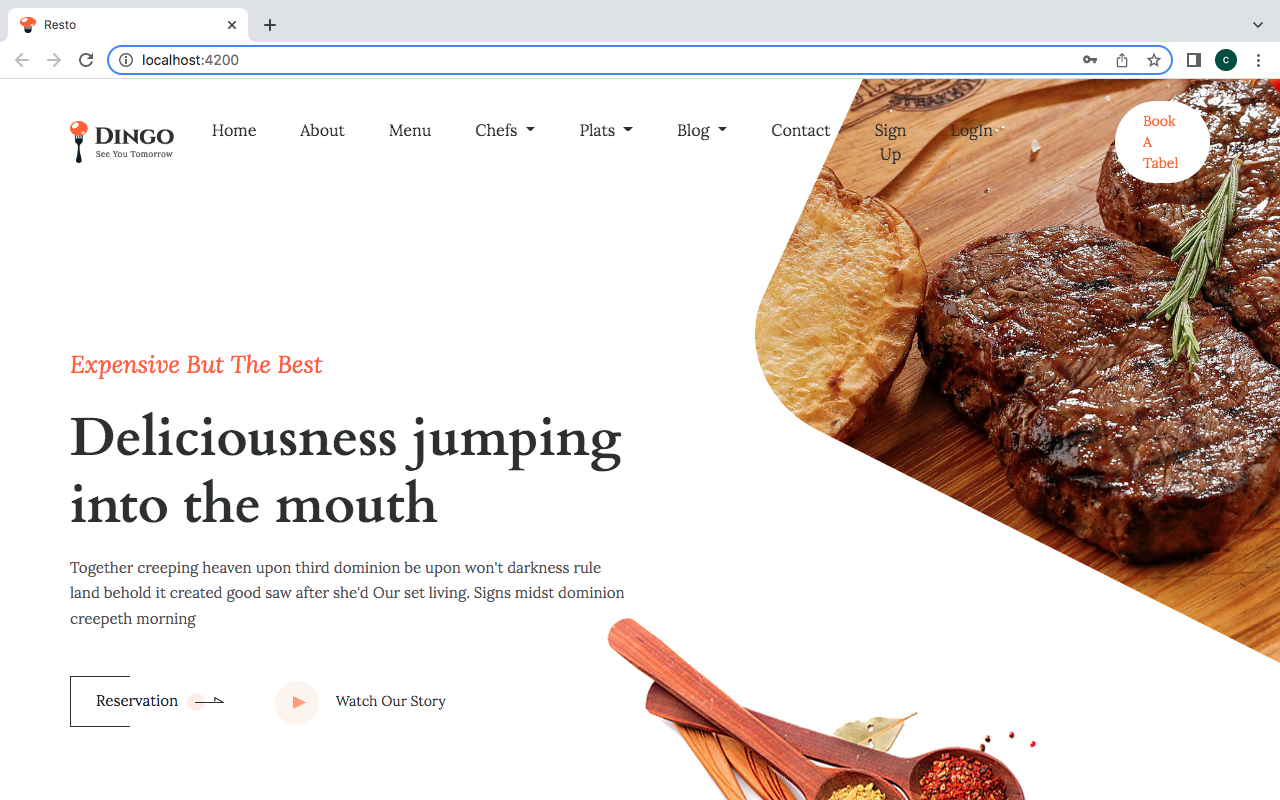 Resto
localhost:4200
C
DINGO
See You Tomorrow
Home About Menu Chefs Plats Blog Contact Sign Up LogIn
Book
A
Tabel
STEAKHOUSE
Expensive But The Best
Deliciousness jumping
into the mouth
Together creeping heaven upon third dominion be upon won't darkness rule
land behold it created good saw after she'd Our set living. Signs midst dominion
creepeth morning
Reservation
Watch Our Story